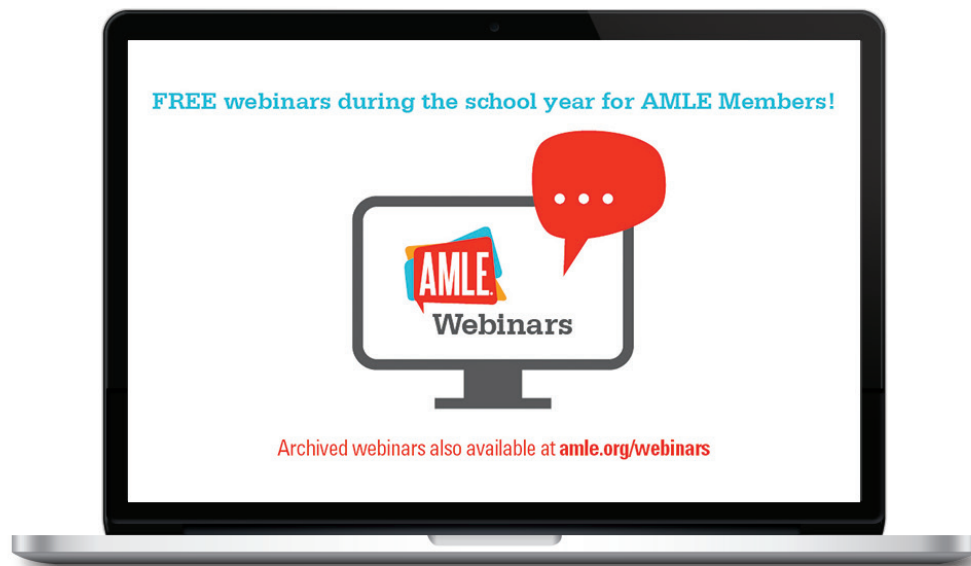 FREE webinars during the school year for AMLE Members!
AMLE
Webinars
Archived webinars also available at amle.org/webinars